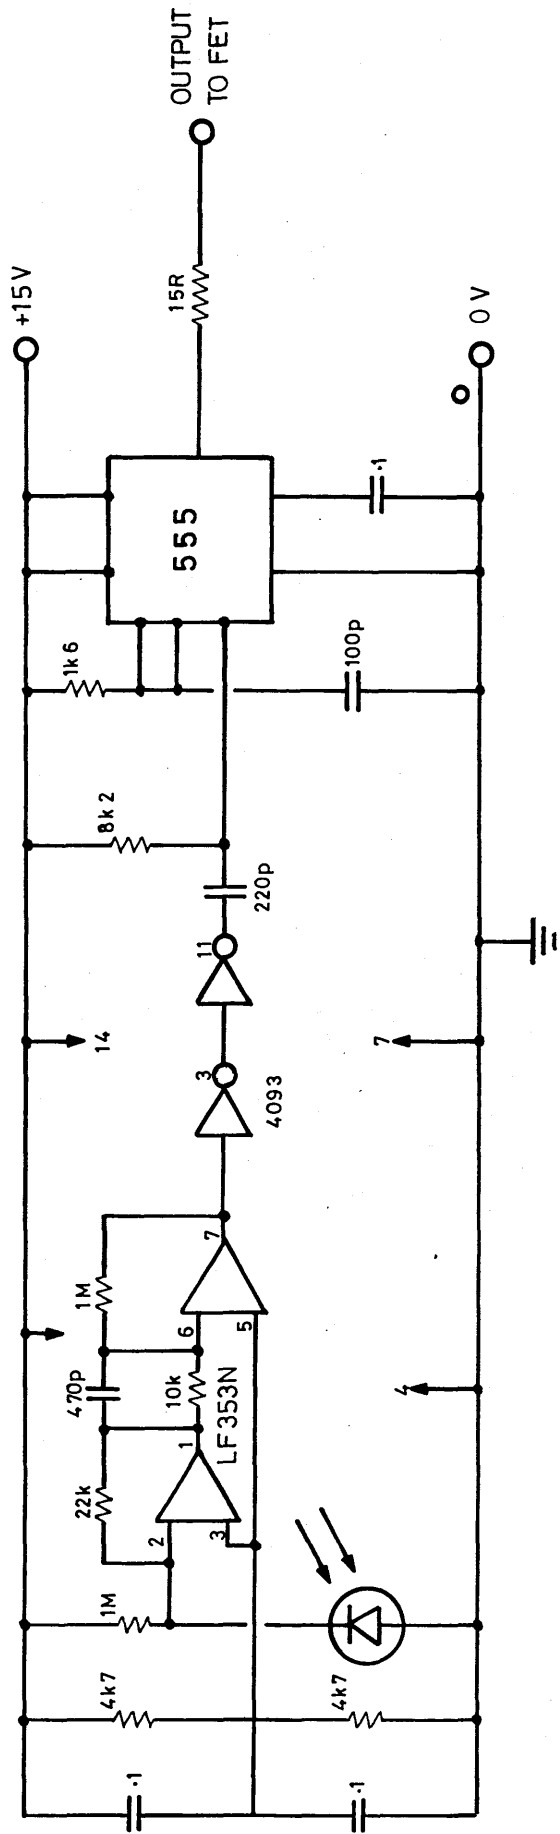 +15V
14
1M
470p
22k
1M
4k7
.1
6
7
5
10k
1
LF353N
2
3
3
11
4093
8k2
220p
1k6
555
15R
OUTPUT
TO FET
100p
.1
0V
7
4
4k7
.1